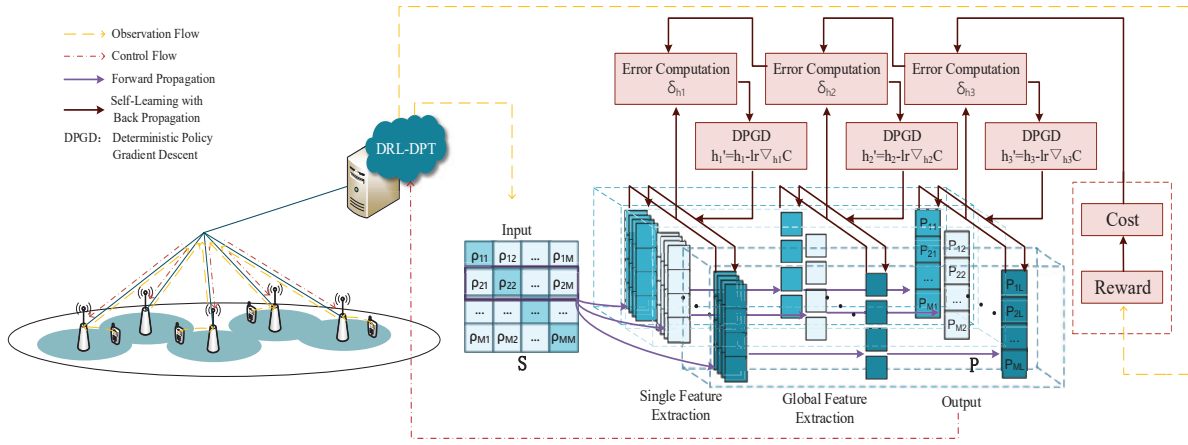 Observation Flow
Control Flow
Forward Propagation
Self-Learning with
Back Propagation
DPGD:
Deterministic Policy
Gradient Descent
DRL-DPT
Error Computation
δh1
Error Computation
δh2
Error Computation
δh3
DPGD
h1'=h1-lr▽h1C
DPGD
h2'=h2-lr▽h2C
DPGD
h3'=h3-lr▽h3C
Cost
Reward
Input
ρ11 ρ12 ... ρ1M
ρ21 ρ22 ... ρ2M
... ... ... ...
ρM1 ρM2 ... ρMM
S
P11
P21
...
PM1
P12
P22
...
PM2
P1L
P2L
...
PML
P
Single Feature
Extraction
Global Feature
Extraction
Output